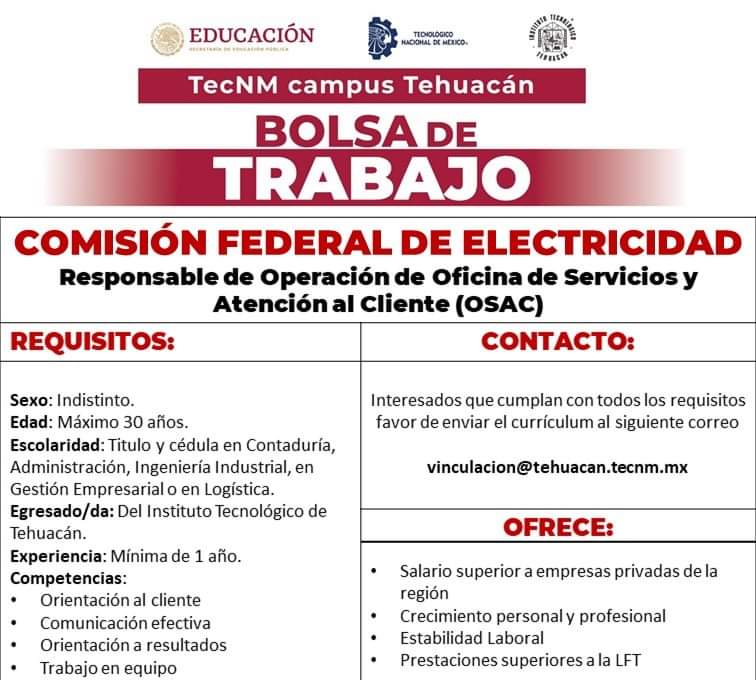 EDUCACIÓN
SECRETARÍA DE EDUCACIÓN PÚBLICA
TECNOLÓGICO
NACIONAL DE MÉXICO
INSTITUTO TECNOLÓGICO
TEHUACÁN
TecNM campus Tehuacán
BOLSA DE
TRABAJO
COMISIÓN FEDERAL DE ELECTRICIDAD
Responsable de Operación de Oficina de Servicios y
Atención al Cliente (OSAC)
REQUISITOS:
Sexo: Indistinto.
Edad: Máximo 30 años.
Escolaridad: Titulo y cédula en Contaduría,
Administración, Ingeniería Industrial, en
Gestión Empresarial o en Logística.
Egresado/da: Del Instituto Tecnológico de
Tehuacán.
Experiencia: Mínima de 1 año.
Competencias:
• Orientación al cliente
• Comunicación efectiva
• Orientación a resultados
• Trabajo en equipo
CONTACTO:
Interesados que cumplan con todos los requisitos
favor de enviar el currículum al siguiente correo
vinculacion@tehuacan.tecnm.mx
OFRECE:
• Salario superior a empresas privadas de la
región
• Crecimiento personal y profesional
• Estabilidad Laboral
• Prestaciones superiores a la LFT